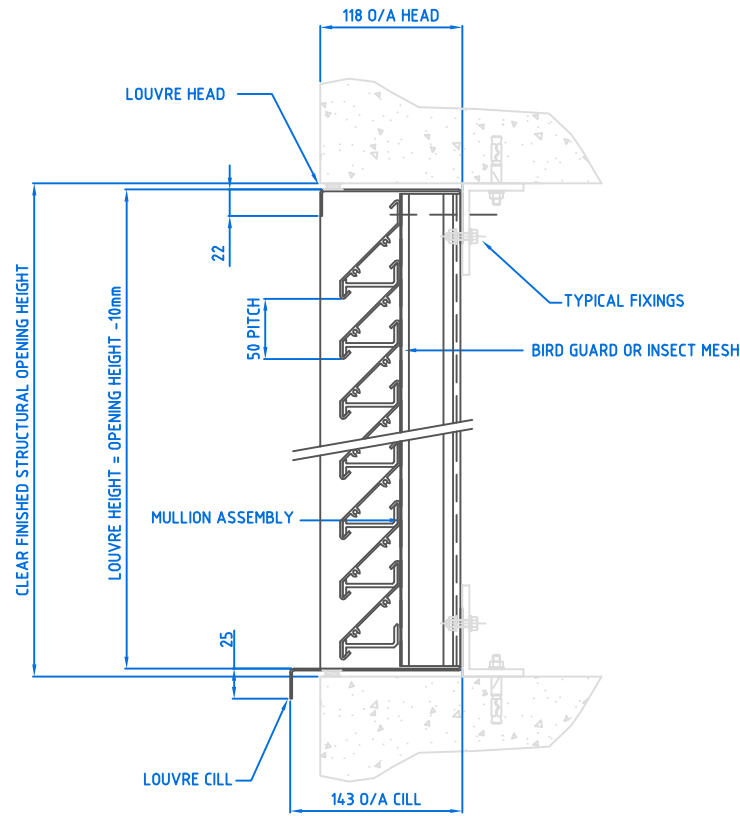 118 O/A HEAD
LOUVRE HEAD
22
50 PITCH
TYPICAL FIXINGS
BIRD GUARD OR INSECT MESH
CLEAR FINISHED STRUCTURAL OPENING HEIGHT
LOUVRE HEIGHT = OPENING HEIGHT -10mm
MULLION ASSEMBLY
25
LOUVRE CILL
143 O/A CILL